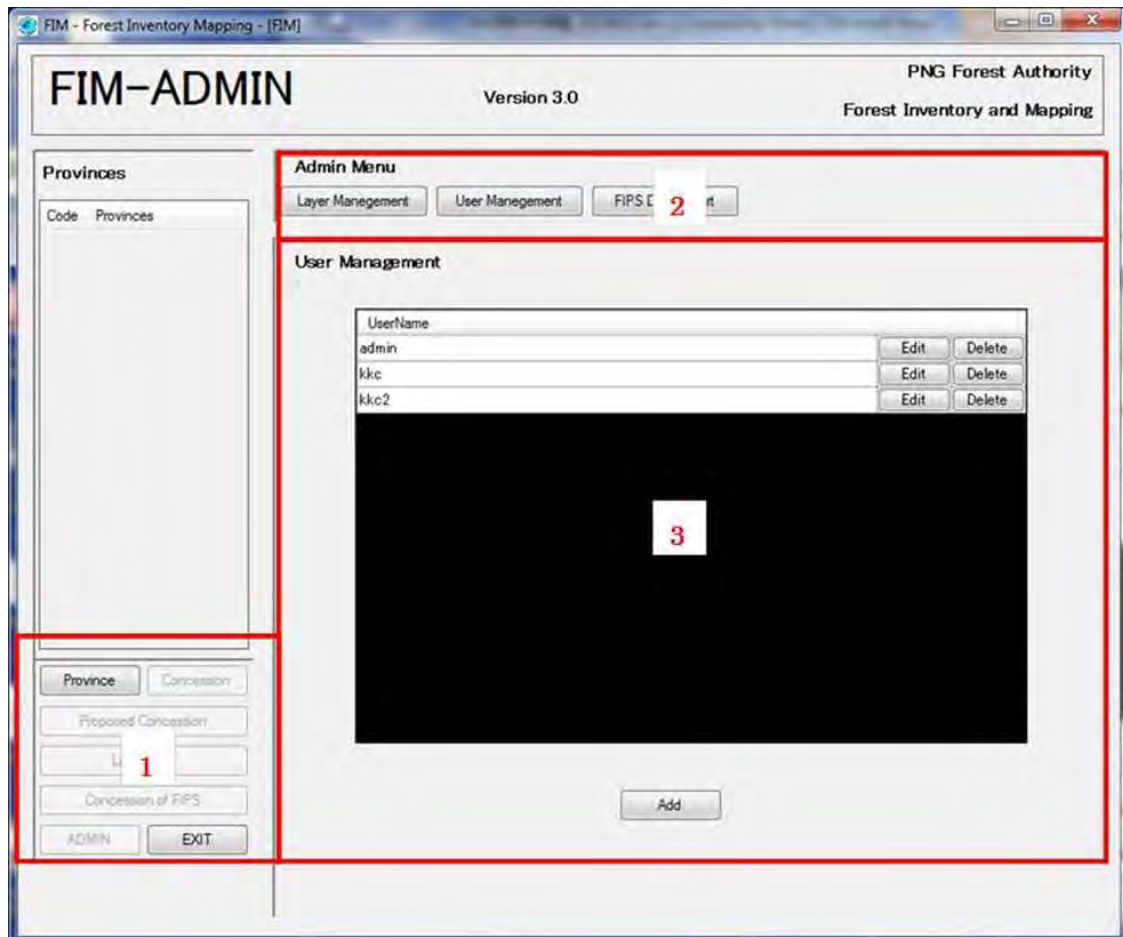 FIM - Forest Inventory Mapping - [FIM]
FIM-ADMIN
Version 3.0
PNG Forest Authority
Forest Inventory and Mapping
Provinces
Code Provinces
Admin Menu
Layer Manegement User Manegement FIPS
2
User Management
UserName
admin Edit Delete
kkc Edit Delete
kkc2 Edit Delete
3
Province Concession
Proposed Concession
1
Concession of FIPS
ADMIN EXIT
Add